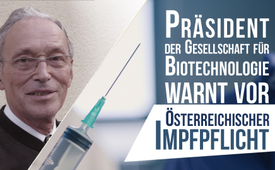 PRÄSIDENT
DER GESELLSCHAFT FÜR
BIOTECHNOLOGIE
WARNT VOR
ÖSTERREICHISCHER
IMPFPFLICHT